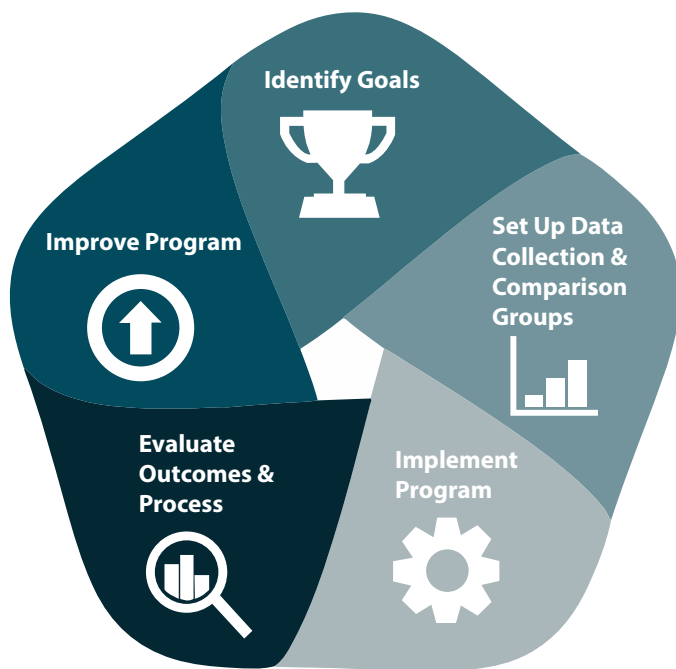 Identify Goals
Set Up Data
Collection &
Comparison
Groups
Implement
Program
Evaluate
Outcomes &
Process
Improve Program